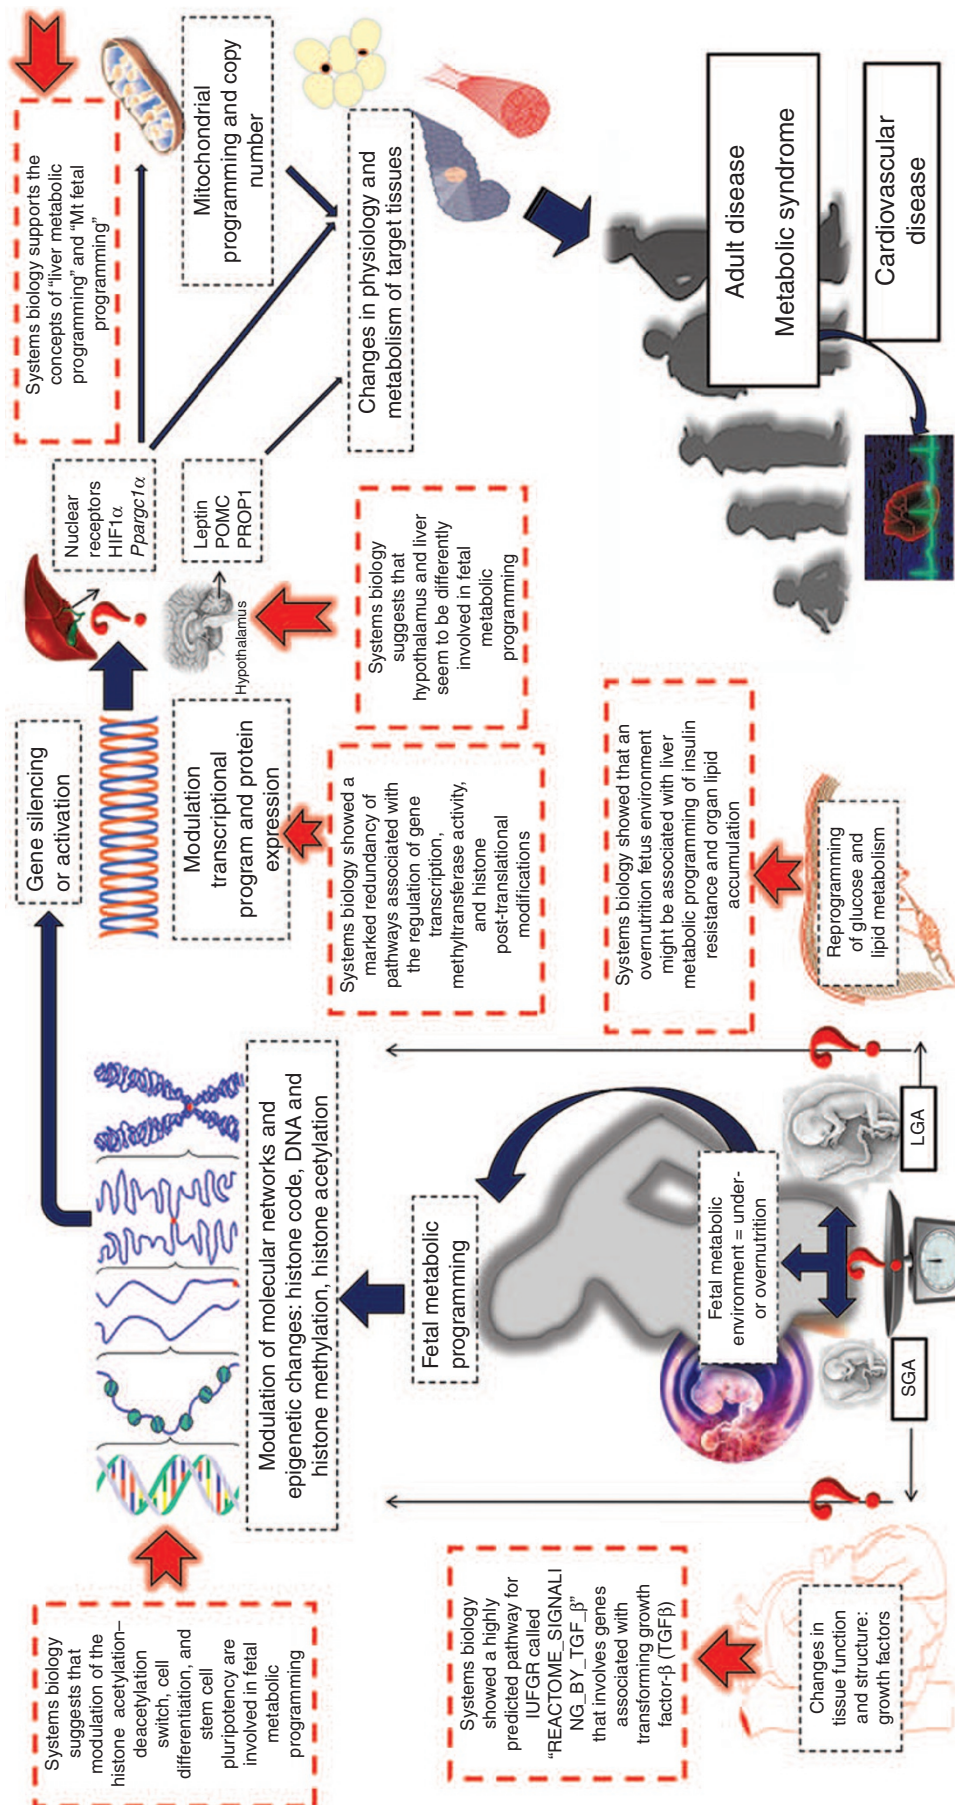 Systems biology
suggests that
modulation of the
histone acetylation–
deacetylation
switch, cell
differentiation, and
stem cell
pluripotency are
involved in fetal
metabolic
programming
Modulation of molecular networks and
epigenetic changes: histone code, DNA and
histone methylation, histone acetylation
Gene silencing
or activation
Modulation
transcriptional
program and protein
expression
Systems biology showed a
marked redundancy of
pathways associated with
the regulation of gene
transcription,
methyltransferase activity,
and histone
post-translational
modifications
?
Hypothalamus
Nuclear
receptors
HIF1α
Ppargc1α
Leptin
POMC
PROP1
Systems biology
suggests that
hypothalamus and liver
seem to be differently
involved in fetal
metabolic
programming
Systems biology supports the
concepts of “liver metabolic
programming” and “Mt fetal
programming”
Mitochondrial
programming and copy
number
Changes in physiology and
metabolism of target tissues
Fetal metabolic
programming
Fetal metabolic
environment = under-
or overnutrition
Systems biology
showed a highly
predicted pathway for
IUFGR called
“REACTOME_SIGNALI
NG_BY_TGF_β”
that involves genes
associated with
transforming growth
factor-β (TGFβ)
Changes in
tissue function
and structure:
growth factors
?
SGA
?
LGA
?
Systems biology showed that an
overnutrition fetus environment
might be associated with liver
metabolic programming of insulin
resistance and organ lipid
accumulation
Reprogramming
of glucose and
lipid metabolism
Adult disease
Metabolic syndrome
Cardiovascular
disease